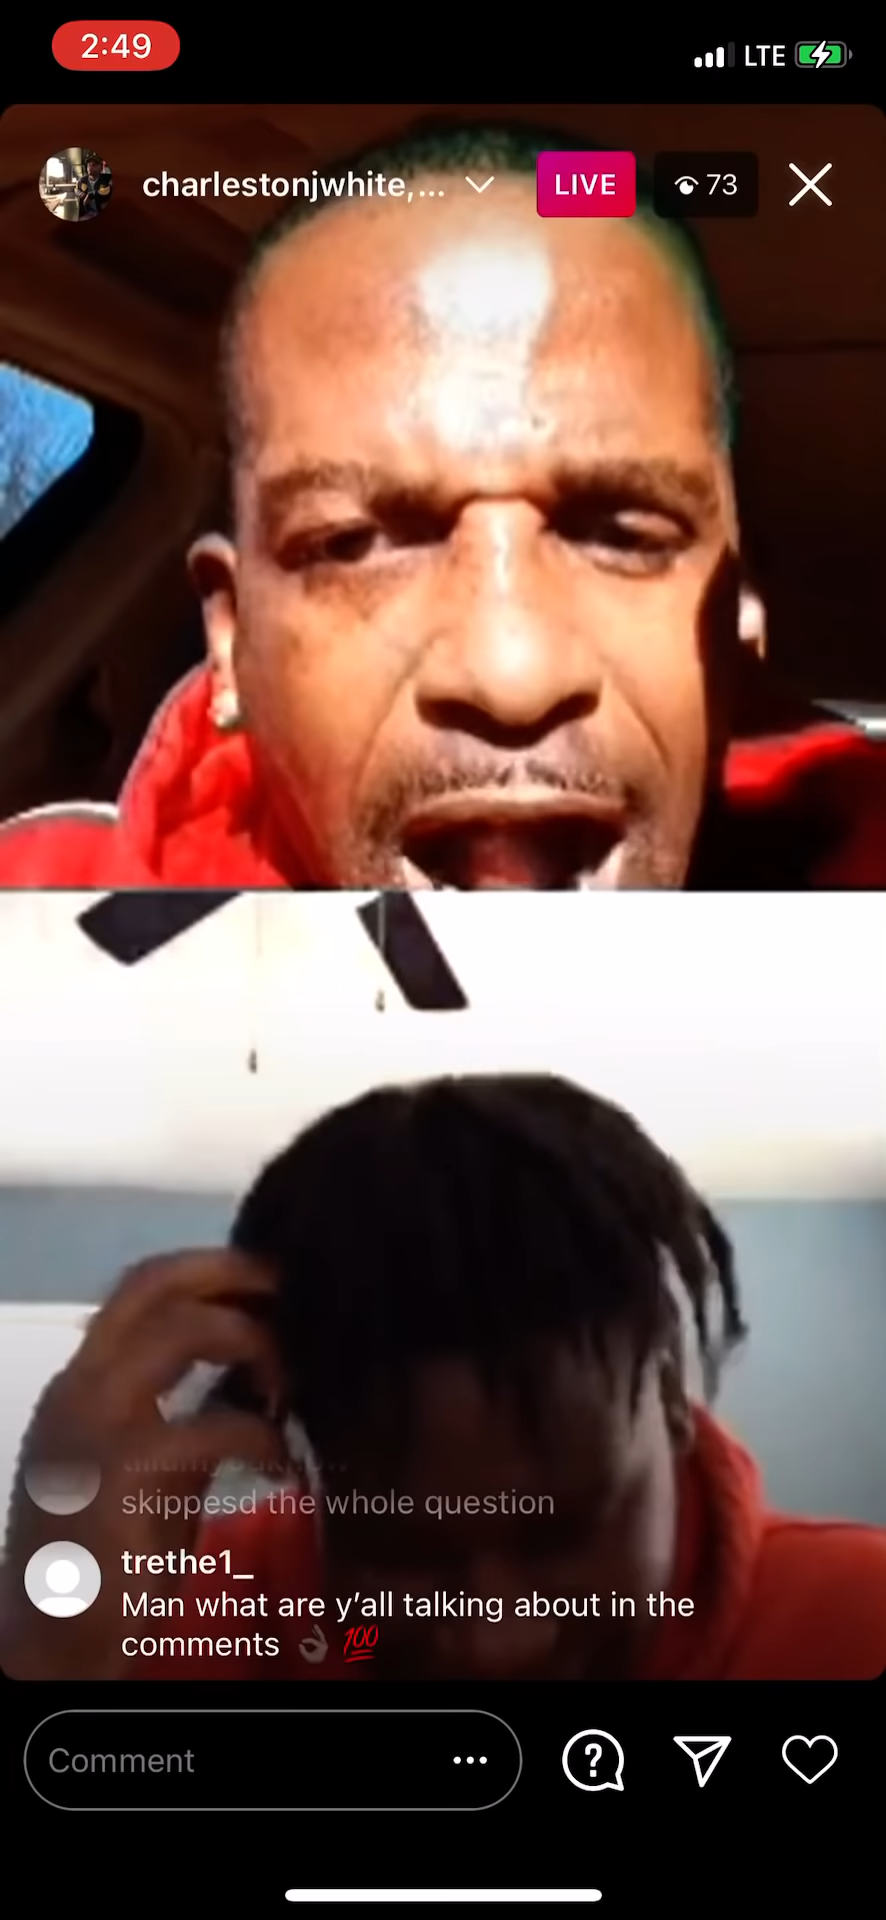 2:49
LTE
charlestonjwhite,...
LIVE
73
skippesd the whole question
trethe1_
Man what are y’all talking about in the
comments 👌🏿 💯
Comment